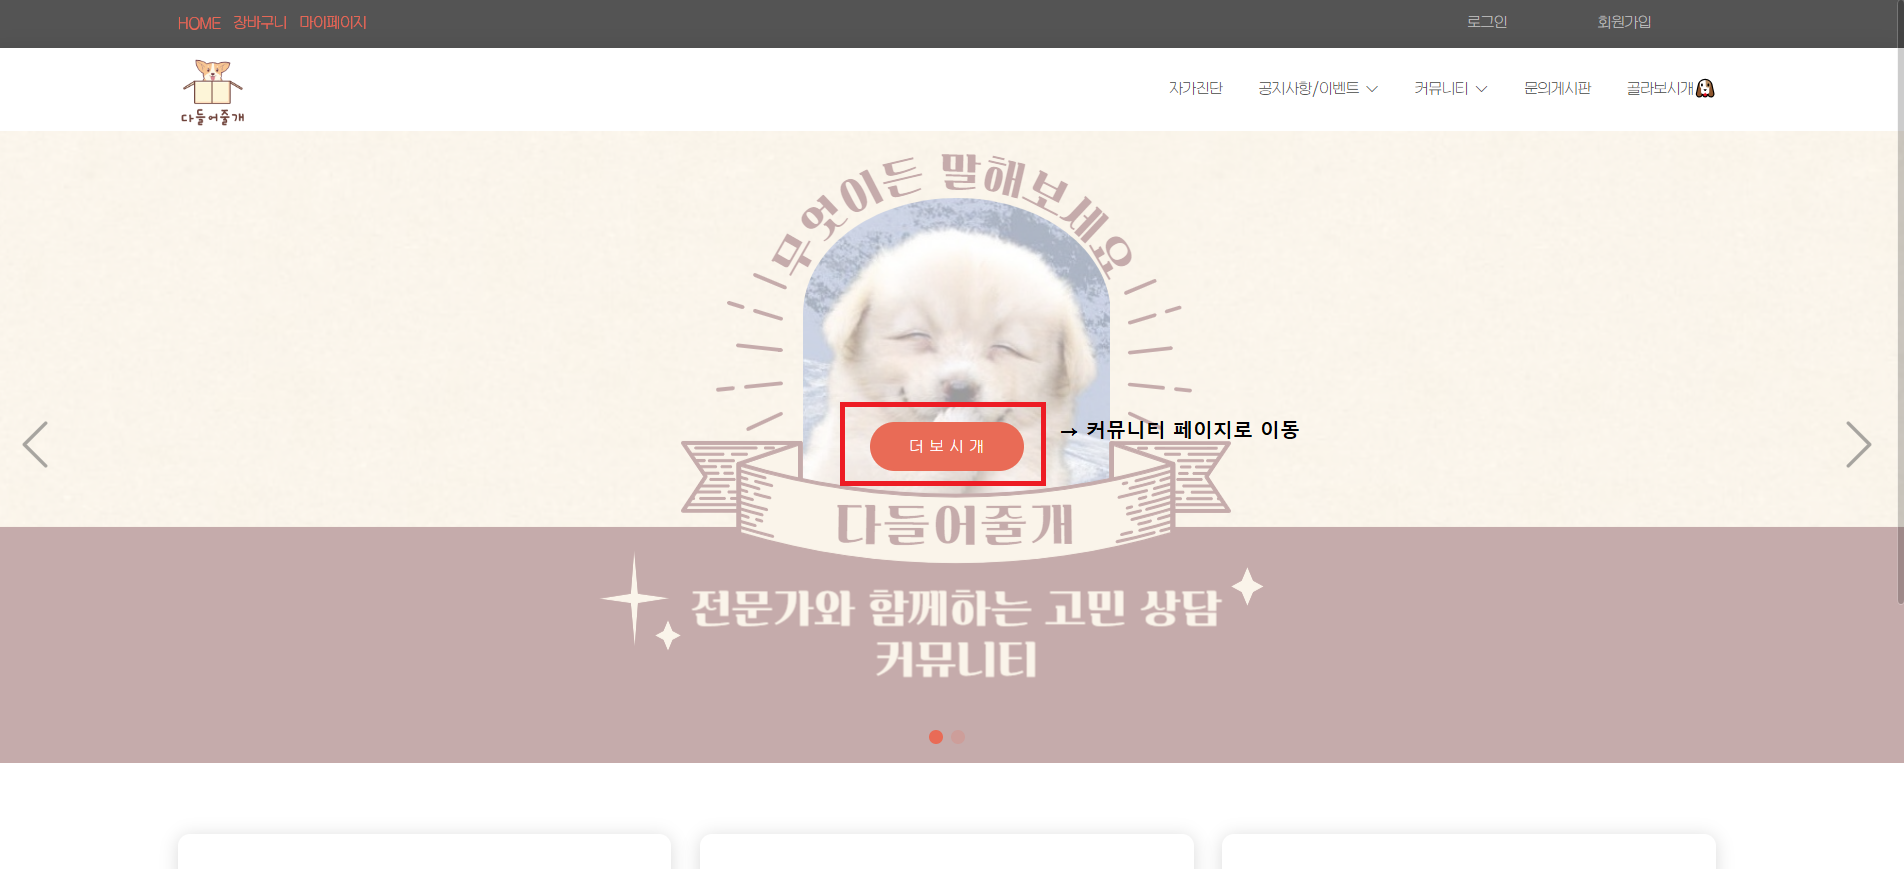 HOME 장바구니 마이페이지 로그인 회원가입
다들어줄개
자가진단 공지사항/이벤트 커뮤니티 문의게시판 골라보시개
무엇이든 말해보세요
더보시개
→ 커뮤니티 페이지로 이동
다들어줄개
전문가와 함께하는 고민 상담
커뮤니티